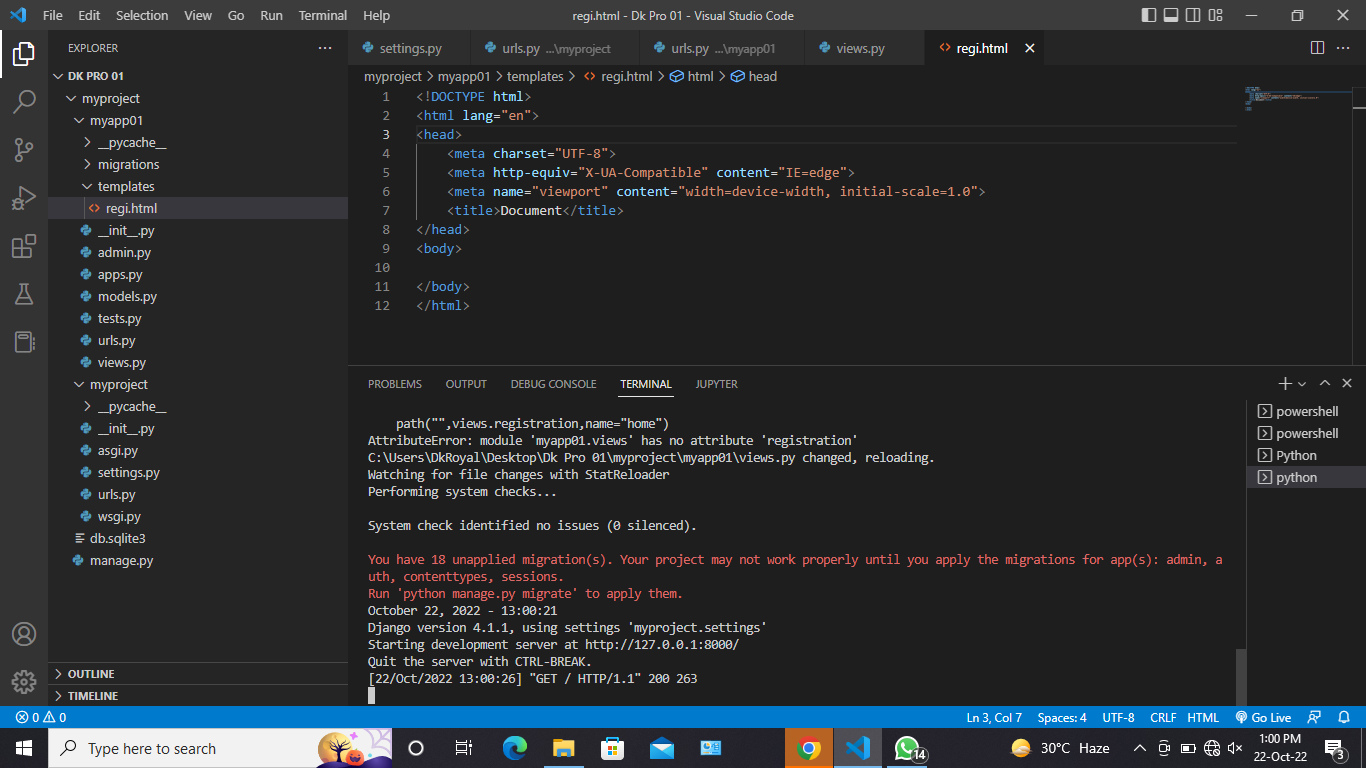 File Edit Selection View Go Run Terminal Help
regi.html - Dk Pro 01 - Visual Studio Code
EXPLORER
DK PRO 01
myproject
myapp01
__pycache__
migrations
templates
regi.html
__init__.py
admin.py
apps.py
models.py
tests.py
urls.py
views.py
myproject
__pycache__
__init__.py
asgi.py
settings.py
urls.py
wsgi.py
db.sqlite3
manage.py
OUTLINE
TIMELINE
settings.py urls.py ...\myproject urls.py ...\myapp01 views.py regi.html
myproject > myapp01 > templates > regi.html > html > head
1 <!DOCTYPE html>
2 <html lang="en">
3 <head>
4 <meta charset="UTF-8">
5 <meta http-equiv="X-UA-Compatible" content="IE=edge">
6 <meta name="viewport" content="width=device-width, initial-scale=1.0">
7 <title>Document</title>
8 </head>
9 <body>
10
11 </body>
12 </html>
PROBLEMS OUTPUT DEBUG CONSOLE TERMINAL JUPYTER
path("",views.registration,name="home")
AttributeError: module 'myapp01.views' has no attribute 'registration'
C:\Users\DkRoyal\Desktop\Dk Pro 01\myproject\myapp01\views.py changed, reloading.
Watching for file changes with StatReloader
Performing system checks...
System check identified no issues (0 silenced).
You have 18 unapplied migration(s). Your project may not work properly until you apply the migrations for app(s): admin, a
uth, contenttypes, sessions.
Run 'python manage.py migrate' to apply them.
October 22, 2022 - 13:00:21
Django version 4.1.1, using settings 'myproject.settings'
Starting development server at http://127.0.0.1:8000/
Quit the server with CTRL-BREAK.
[22/Oct/2022 13:00:26] "GET / HTTP/1.1" 200 263
powershell
powershell
Python
python
0 0 Ln 3, Col 7 Spaces: 4 UTF-8 CRLF HTML Go Live
Type here to search
14
30°C Haze
1:00 PM
22-Oct-22
3